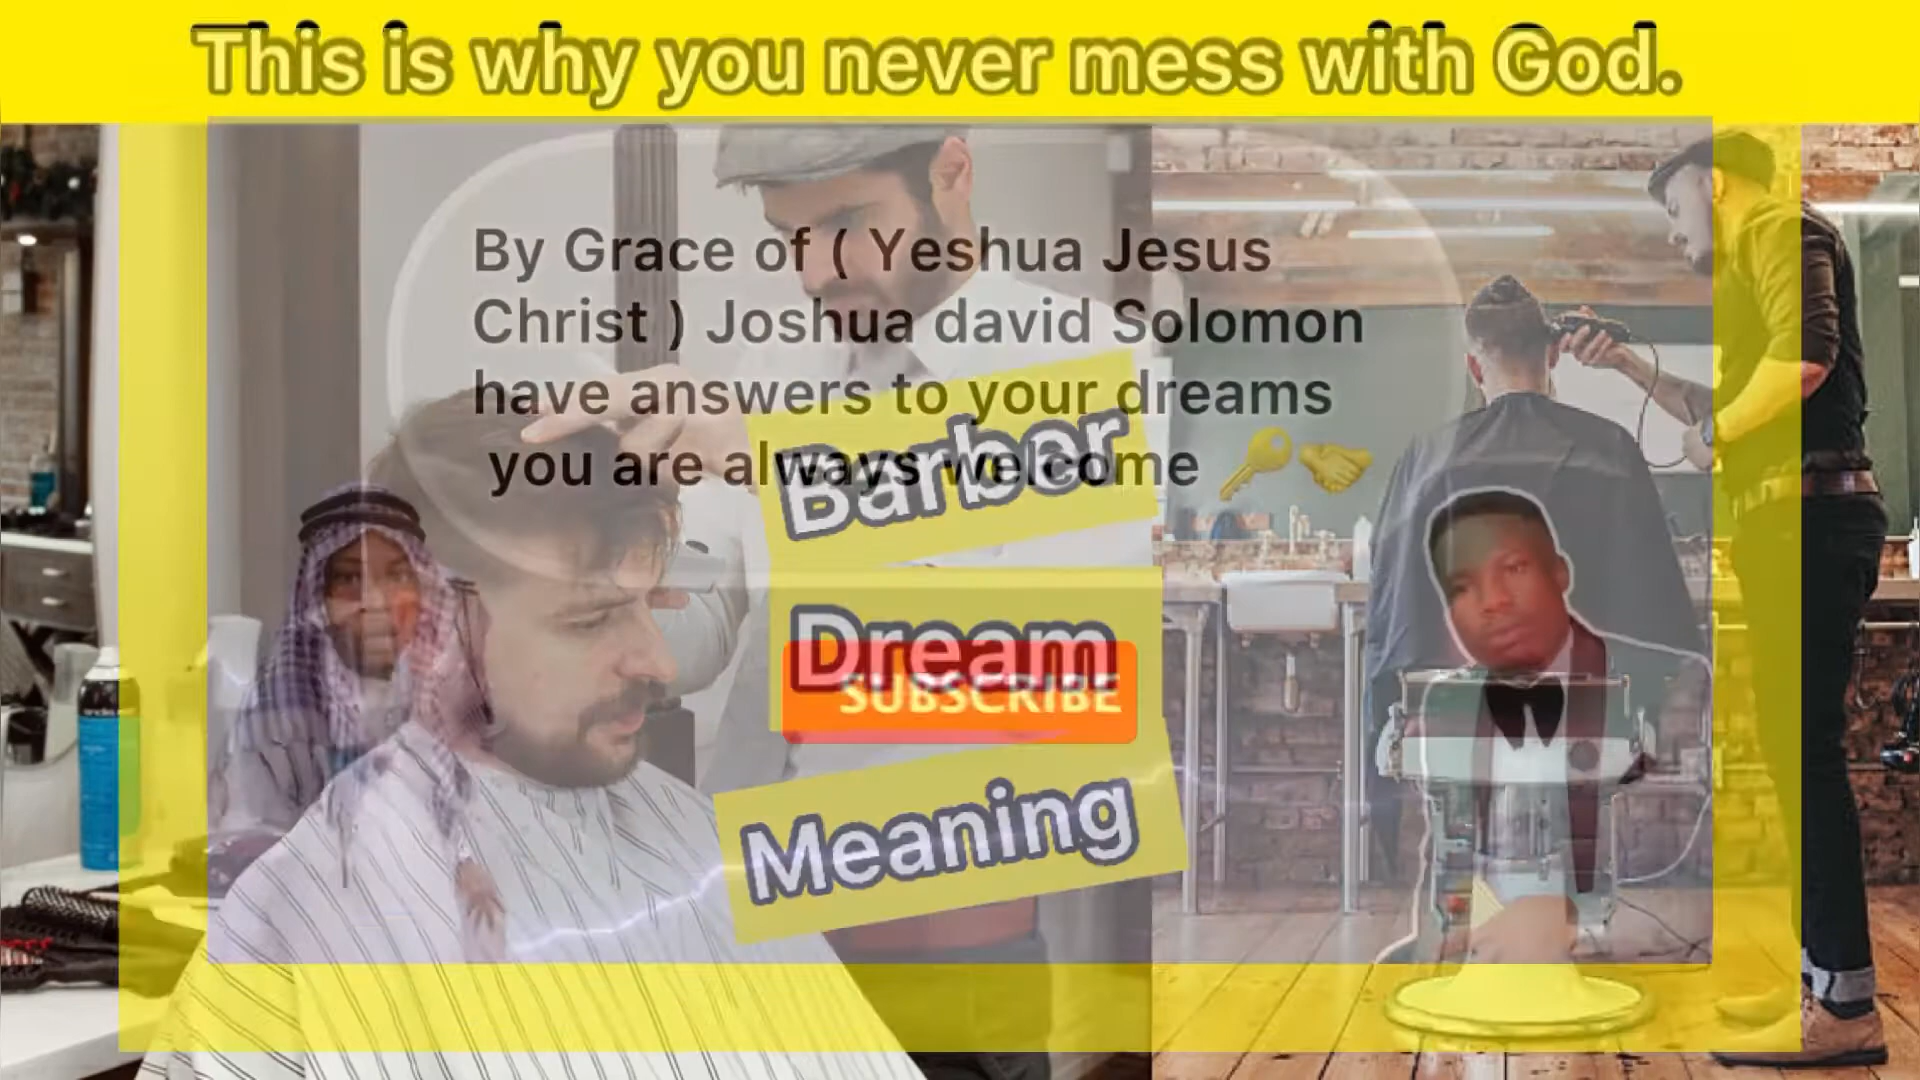 This is why you never mess with God.
By Grace of ( Yeshua Jesus
Christ ) Joshua david Solomon
have answers to your dreams
you are always welcome 🔑🤝
Barber
Dream
SUBSCRIBE
Meaning